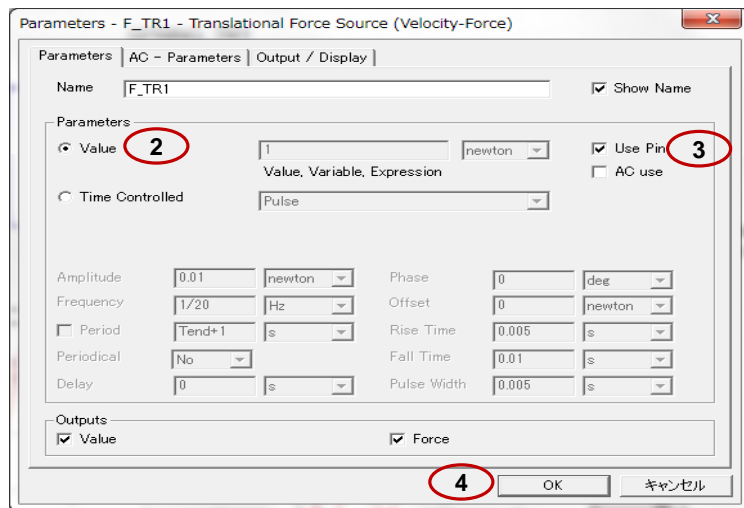 Parameters - F_TR1 - Translational Force Source (Velocity-Force)
Parameters AC - Parameters Output / Display
Name F_TR1 Show Name
Parameters
Value 2 1 newton Use Pin 3
Value, Variable, Expression AC use
Time Controlled Pulse
Amplitude 0.01 newton Phase 0 deg
Frequency 1/20 Hz Offset 0 newton
Period Tend+1 s Rise Time 0.005 s
Periodical No Fall Time 0.01 s
Delay 0 s Pulse Width 0.005 s
Outputs
Value Force
4 OK キャンセル